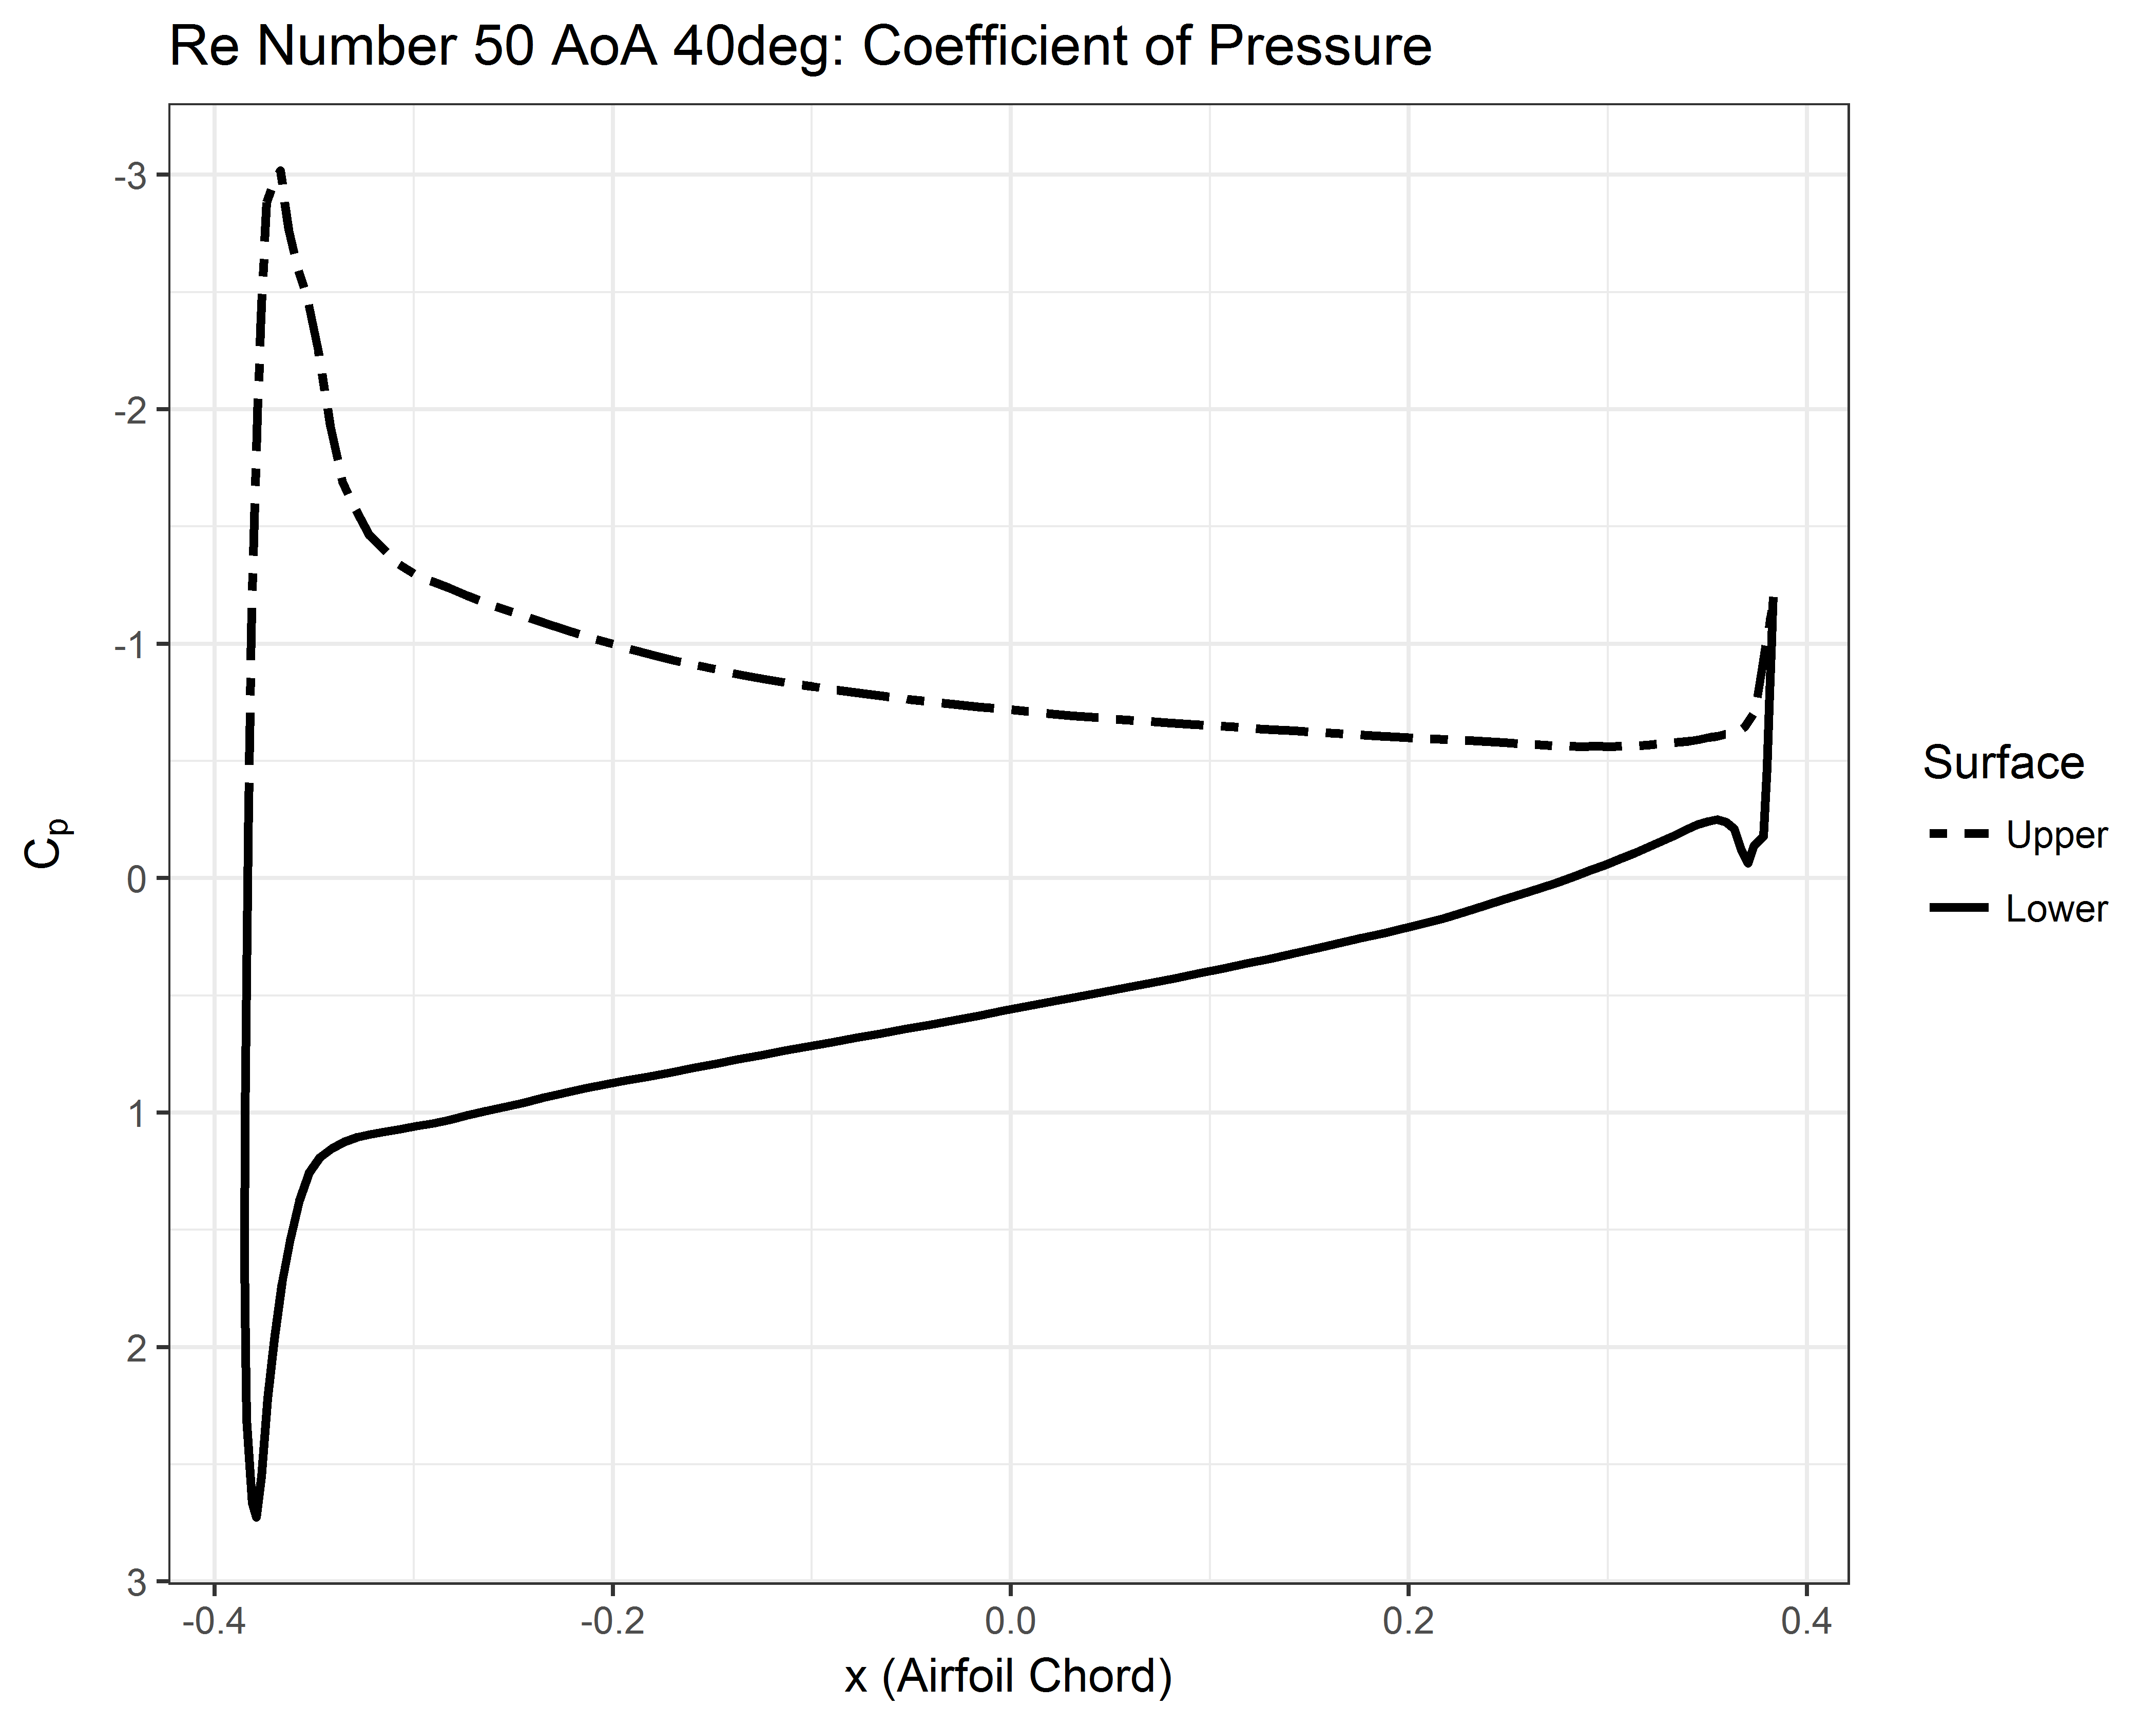 Re Number 50 AoA 40deg: Coefficient of Pressure
-3
-2
-1
0
1
2
3
Cp
-0.4 -0.2 0.0 0.2 0.4
x (Airfoil Chord)
Surface
Upper
Lower